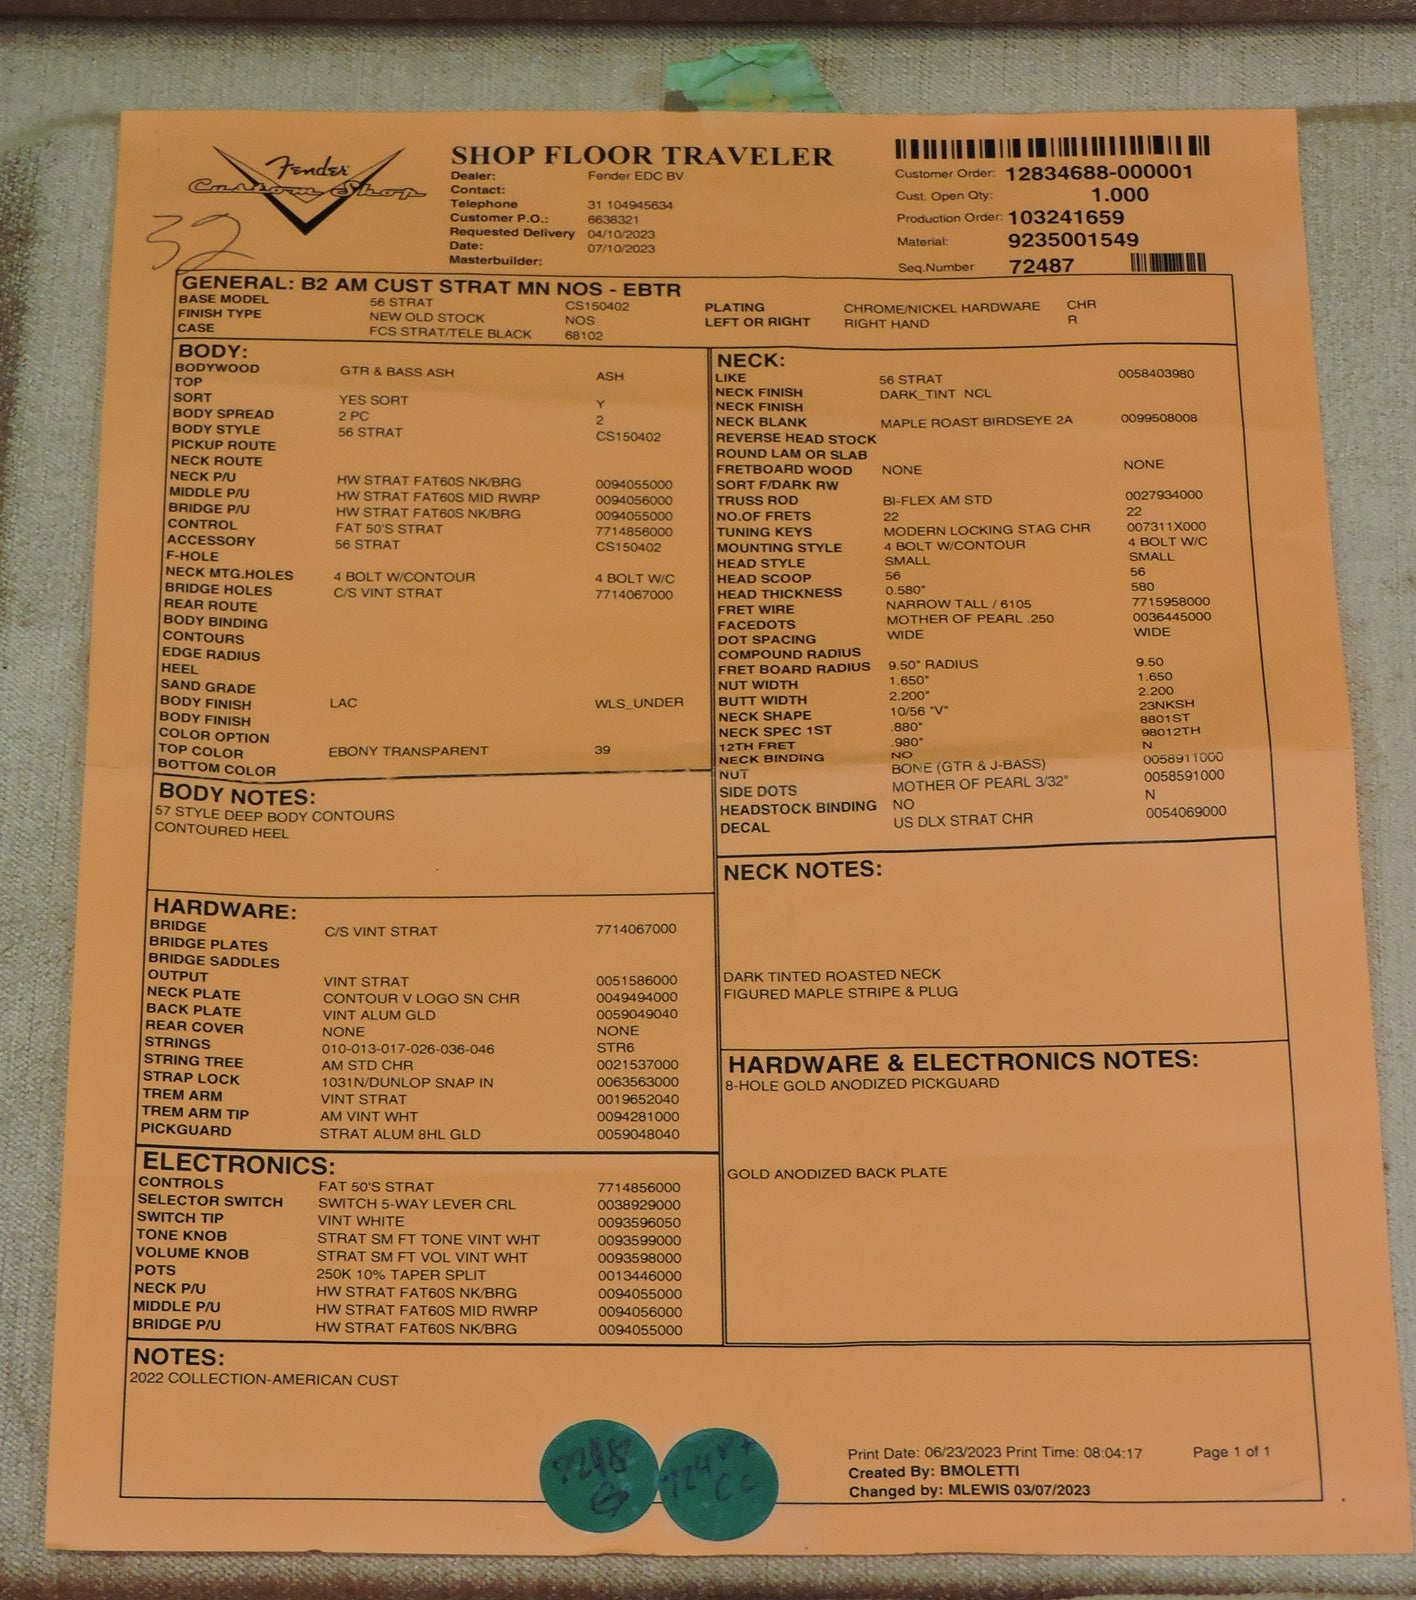 Fender
Custom Shop
32
SHOP FLOOR TRAVELER
Dealer: Fender EDC BV
Contact:
Telephone 31 104945634
Customer P.O.: 6638321
Requested Delivery 04/10/2023
Date: 07/10/2023
Masterbuilder:
Customer Order: 12834688-000001
Cust. Open Qty: 1.000
Production Order: 103241659
Material: 9235001549
Seq.Number 72487
GENERAL: B2 AM CUST STRAT MN NOS - EBTR
BASE MODEL 56 STRAT CS150402
FINISH TYPE NEW OLD STOCK NOS
CASE FCS STRAT/TELE BLACK 68102
PLATING CHROME/NICKEL HARDWARE CHR
LEFT OR RIGHT RIGHT HAND R
BODY:
BODYWOOD GTR & BASS ASH ASH
TOP
SORT YES SORT Y
BODY SPREAD 2 PC 2
BODY STYLE 56 STRAT CS150402
PICKUP ROUTE
NECK ROUTE
NECK P/U HW STRAT FAT60S NK/BRG 0094055000
MIDDLE P/U HW STRAT FAT60S MID RWRP 0094056000
BRIDGE P/U HW STRAT FAT60S NK/BRG 0094055000
CONTROL FAT 50'S STRAT 7714856000
ACCESSORY 56 STRAT CS150402
F-HOLE
NECK MTG.HOLES 4 BOLT W/CONTOUR 4 BOLT W/C
BRIDGE HOLES C/S VINT STRAT 7714067000
REAR ROUTE
BODY BINDING
CONTOURS
EDGE RADIUS
HEEL
SAND GRADE
BODY FINISH LAC WLS_UNDER
BODY FINISH
COLOR OPTION
TOP COLOR EBONY TRANSPARENT 39
BOTTOM COLOR
BODY NOTES:
57 STYLE DEEP BODY CONTOURS
CONTOURED HEEL
HARDWARE:
BRIDGE C/S VINT STRAT 7714067000
BRIDGE PLATES
BRIDGE SADDLES
OUTPUT VINT STRAT 0051586000
NECK PLATE CONTOUR V LOGO SN CHR 0049494000
BACK PLATE VINT ALUM GLD 0059049040
REAR COVER NONE NONE
STRINGS 010-013-017-026-036-046 STR6
STRING TREE AM STD CHR 0021537000
STRAP LOCK 1031N/DUNLOP SNAP IN 0063563000
TREM ARM VINT STRAT 0019652040
TREM ARM TIP AM VINT WHT 0094281000
PICKGUARD STRAT ALUM 8HL GLD 0059048040
ELECTRONICS:
CONTROLS FAT 50'S STRAT 7714856000
SELECTOR SWITCH SWITCH 5-WAY LEVER CRL 0038929000
SWITCH TIP VINT WHITE 0093596050
TONE KNOB STRAT SM FT TONE VINT WHT 0093599000
VOLUME KNOB STRAT SM FT VOL VINT WHT 0093598000
POTS 250K 10% TAPER SPLIT 0013446000
NECK P/U HW STRAT FAT60S NK/BRG 0094055000
MIDDLE P/U HW STRAT FAT60S MID RWRP 0094056000
BRIDGE P/U HW STRAT FAT60S NK/BRG 0094055000
NECK:
LIKE 56 STRAT 0058403980
NECK FINISH DARK_TINT NCL
NECK FINISH
NECK BLANK MAPLE ROAST BIRDSEYE 2A 0099508008
REVERSE HEAD STOCK
ROUND LAM OR SLAB
FRETBOARD WOOD NONE NONE
SORT F/DARK RW
TRUSS ROD BI-FLEX AM STD 0027934000
NO.OF FRETS 22 22
TUNING KEYS MODERN LOCKING STAG CHR 007311X000
MOUNTING STYLE 4 BOLT W/CONTOUR 4 BOLT W/C
HEAD STYLE SMALL SMALL
HEAD SCOOP 56 56
HEAD THICKNESS 0.580" 580
FRET WIRE NARROW TALL / 6105 7715958000
FACEDOTS MOTHER OF PEARL .250 0036445000
DOT SPACING WIDE WIDE
COMPOUND RADIUS
FRET BOARD RADIUS 9.50" RADIUS 9.50
NUT WIDTH 1.650" 1.650
BUTT WIDTH 2.200" 2.200
NECK SHAPE 10/56 "V" 23NKSH
NECK SPEC 1ST .880" 8801ST
12TH FRET .980" 98012TH
NECK BINDING NO N
NUT BONE (GTR & J-BASS) 0058911000
SIDE DOTS MOTHER OF PEARL 3/32" 0058591000
HEADSTOCK BINDING NO N
DECAL US DLX STRAT CHR 0054069000
NECK NOTES:
DARK TINTED ROASTED NECK
FIGURED MAPLE STRIPE & PLUG
HARDWARE & ELECTRONICS NOTES:
8-HOLE GOLD ANODIZED PICKGUARD
GOLD ANODIZED BACK PLATE
NOTES:
2022 COLLECTION-AMERICAN CUST
CC
Print Date: 06/23/2023 Print Time: 08:04:17 Page 1 of 1
Created By: BMOLETTI
Changed by: MLEWIS 03/07/2023